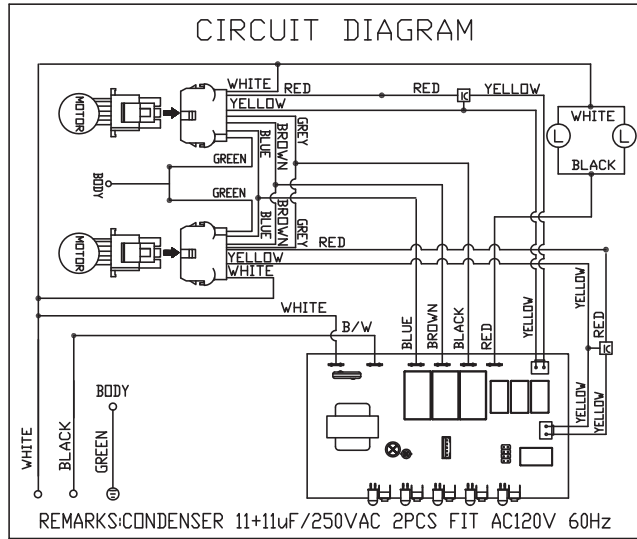 CIRCUIT DIAGRAM
WHITE
RED
RED
YELLOW
YELLOW
MOTOR
IC
WHITE
L
L
GREY
BROWN
BLUE
GREEN
BLACK
BODY
GREEN
BLUE
BROWN
GREY
MOTOR
RED
YELLOW
WHITE
YELLOW
WHITE
B/W
BLUE
BROWN
BLACK
RED
YELLOW
RED
IC
BODY
YELLOW
YELLOW
WHITE
BLACK
GREEN
REMARKS:CONDENSER 11+11uF/250VAC 2PCS FIT AC120V 60Hz